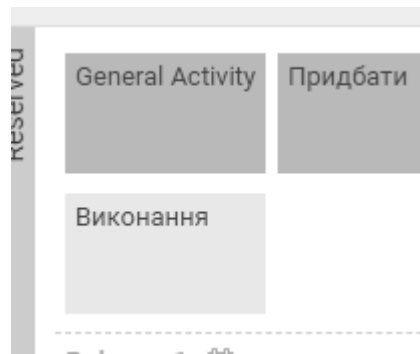 Reserved
General Activity
Придбати
Виконання